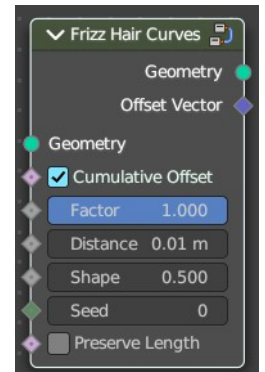 Frizz Hair Curves
Geometry
Offset Vector
Geometry
Cumulative Offset
Factor 1.000
Distance 0.01 m
Shape 0.500
Seed 0
Preserve Length